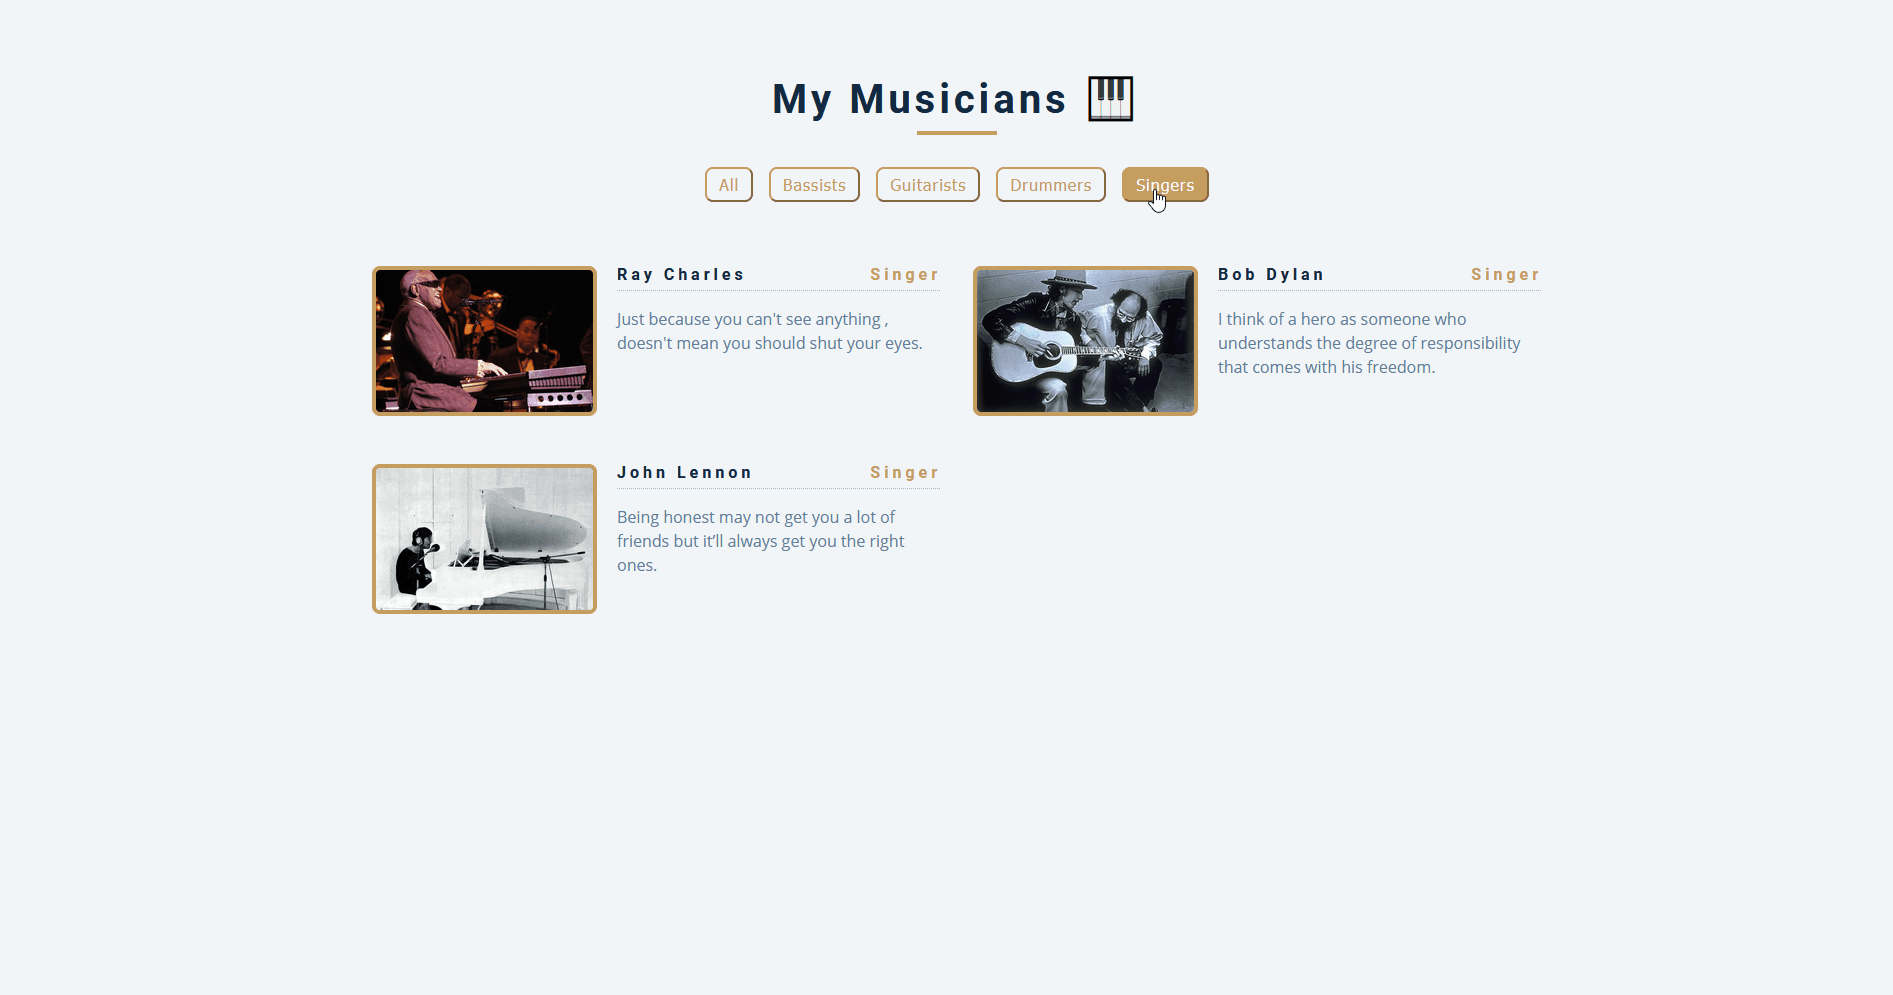 My Musicians
All Bassists Guitarists Drummers Singers
Ray Charles Singer
Just because you can't see anything ,
doesn't mean you should shut your eyes.
Bob Dylan Singer
I think of a hero as someone who
understands the degree of responsibility
that comes with his freedom.
John Lennon Singer
Being honest may not get you a lot of
friends but it’ll always get you the right
ones.